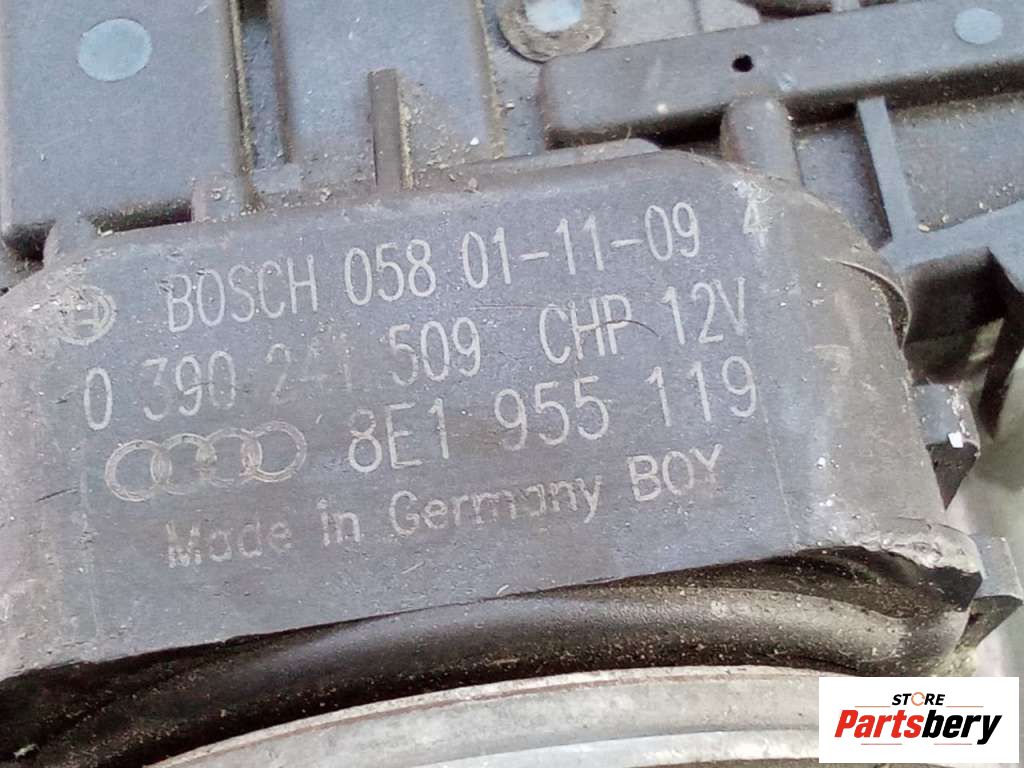 BOSCH 058 01-11-09 4
0 390 241 509 CHP 12V
8E1 955 119
Made in Germany BOY
STORE
Partsbery